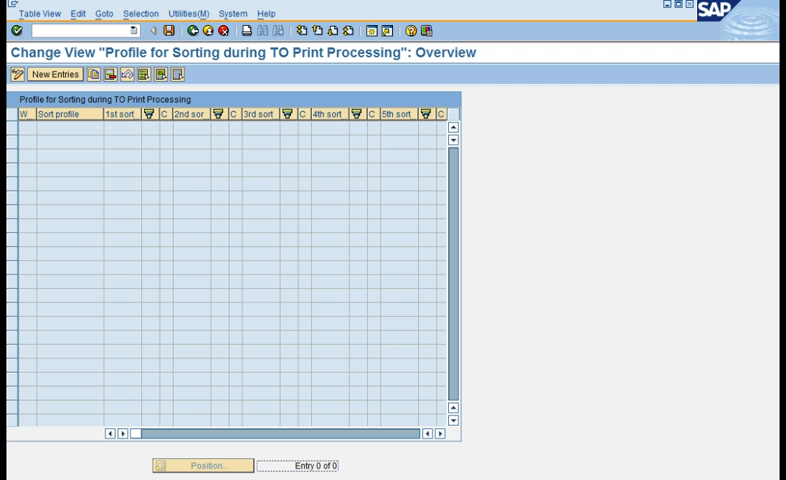 Table View Edit Goto Selection Utilities(M) System Help
SAP
Change View "Profile for Sorting during TO Print Processing": Overview
New Entries
Profile for Sorting during TO Print Processing
W... Sort profile 1st sort C 2nd sor C 3rd sort C 4th sort C 5th sort C
Position... Entry 0 of 0